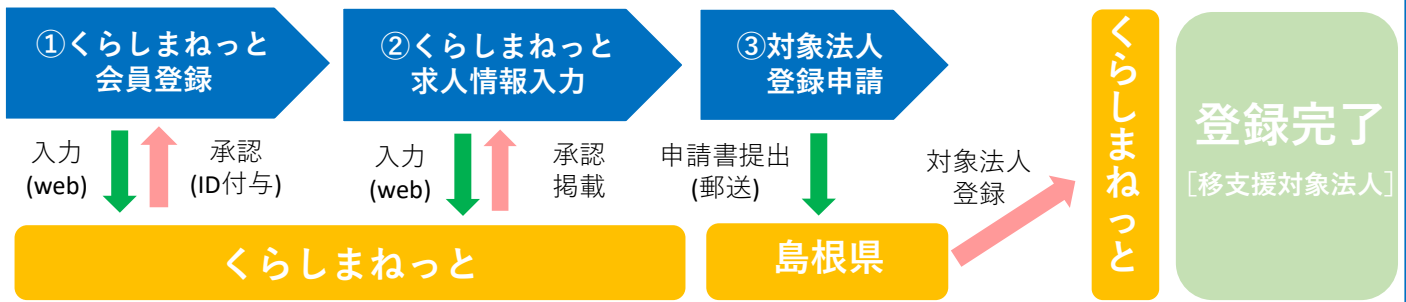 ①くらしまねっと
会員登録
②くらしまねっと
求人情報入力
③対象法人
登録申請
入力
(web)
承認
(ID付与)
入力
(web)
承認
掲載
申請書提出
(郵送)
対象法人
登録
くらしまねっと
島根県
くらしまねっと
登録完了
[移支援対象法人]